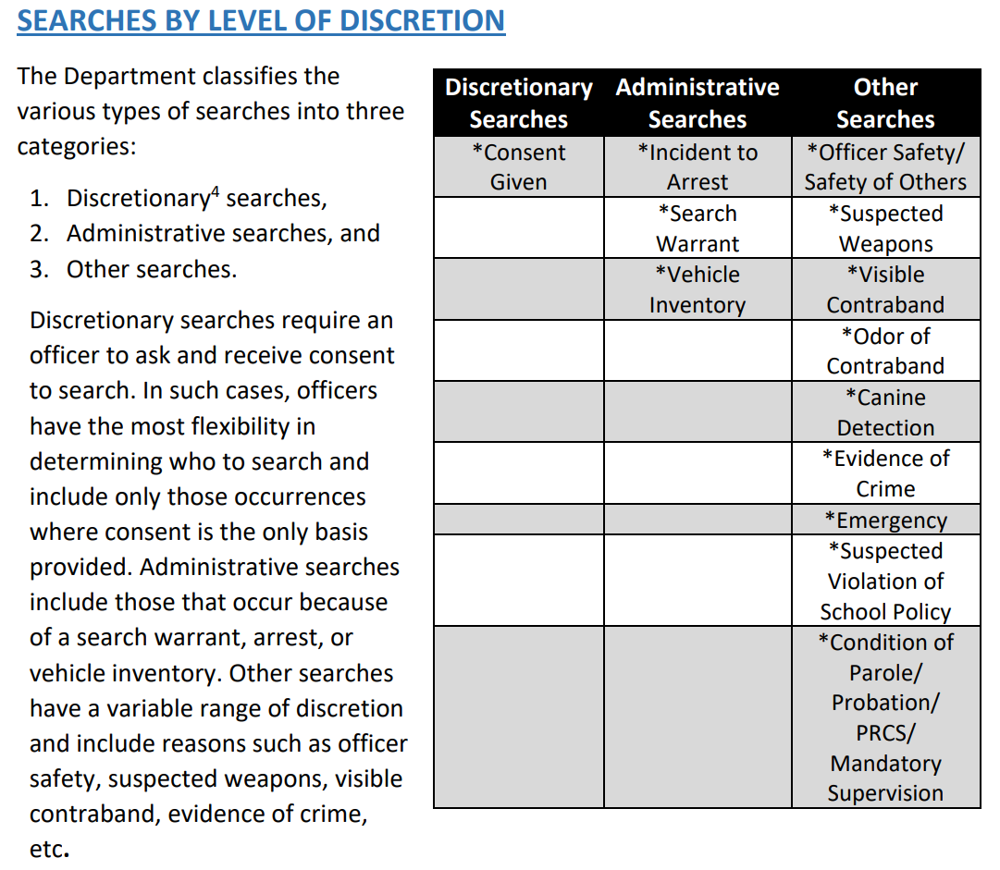 SEARCHES BY LEVEL OF DISCRETION
The Department classifies the
various types of searches into three
categories:
1. Discretionary⁴ searches,
2. Administrative searches, and
3. Other searches.
Discretionary searches require an
officer to ask and receive consent
to search. In such cases, officers
have the most flexibility in
determining who to search and
include only those occurrences
where consent is the only basis
provided. Administrative searches
include those that occur because
of a search warrant, arrest, or
vehicle inventory. Other searches
have a variable range of discretion
and include reasons such as officer
safety, suspected weapons, visible
contraband, evidence of crime,
etc.
Discretionary Administrative Other
Searches Searches Searches
*Consent *Incident to *Officer Safety/
Given Arrest Safety of Others
*Search *Suspected
Warrant Weapons
*Vehicle *Visible
Inventory Contraband
*Odor of
Contraband
*Canine
Detection
*Evidence of
Crime
*Emergency
*Suspected
Violation of
School Policy
*Condition of
Parole/
Probation/
PRCS/
Mandatory
Supervision